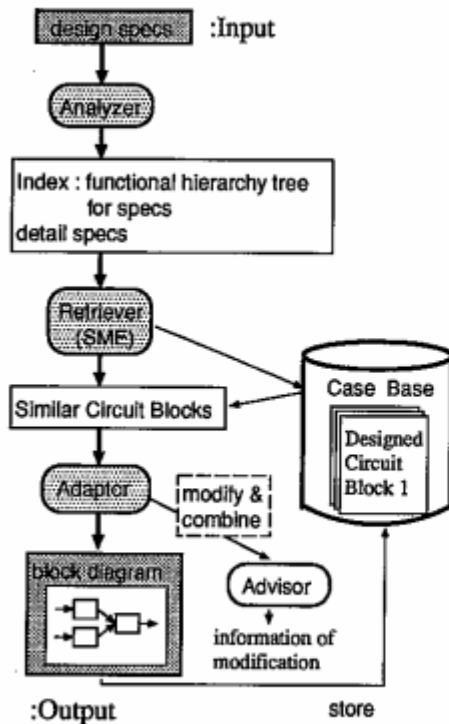 design specs :Input
Analyzer
Index : functional hierarchy tree
for specs
detail specs
Retriever
(SME)
Similar Circuit Blocks
Case Base
Designed
Circuit
Block 1
Adaptor
modify &
combine
block diagram
Advisor
information of
modification
:Output
store